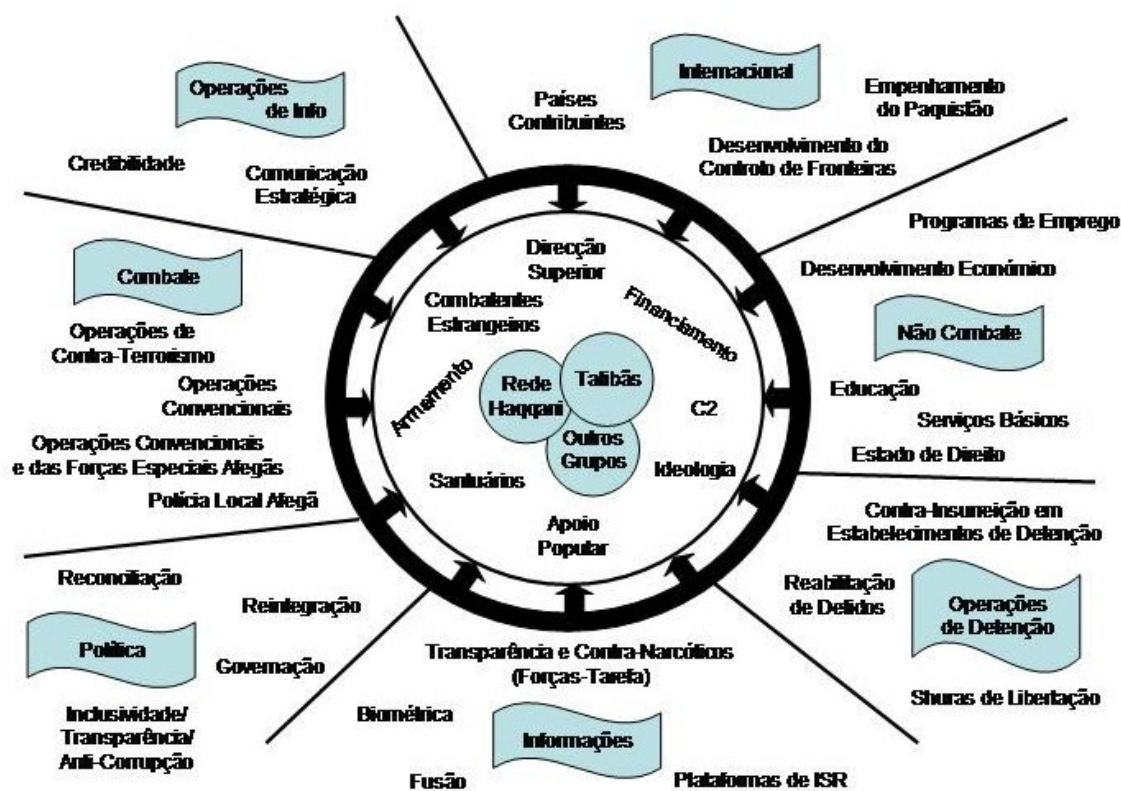 Operações
de Info
Credibilidade
Comunicação
Estratégica
Internacional
Países
Contribuintes
Empenhamento
do Paquistão
Desenvolvimento do
Controlo de Fronteiras
Programas de Emprego
Desenvolvimento Económico
Não Combate
Educação
Serviços Básicos
Estado de Direito
Combate
Operações de
Contra-Terrorismo
Operações
Convencionais
Operações Convencionais
e das Forças Especiais Afegãs
Polícia Local Afegã
Direcção
Superior
Combatentes
Estrangeiros
Financiamento
Armamento
Rede
Haqqani
Talibãs
Outros
Grupos
C2
Santuários
Ideologia
Apoio
Popular
Contra-Insurreição em
Estabelecimentos de Detenção
Reabilitação
de Detidos
Operações
de Detenção
Shuras de Libertação
Reconciliação
Reintegração
Política
Governação
Inclusividade/
Transparência/
Anti-Corrupção
Transparência e Contra-Narcóticos
(Forças-Tarefa)
Biométrica
Informações
Fusão
Plataformas de ISR